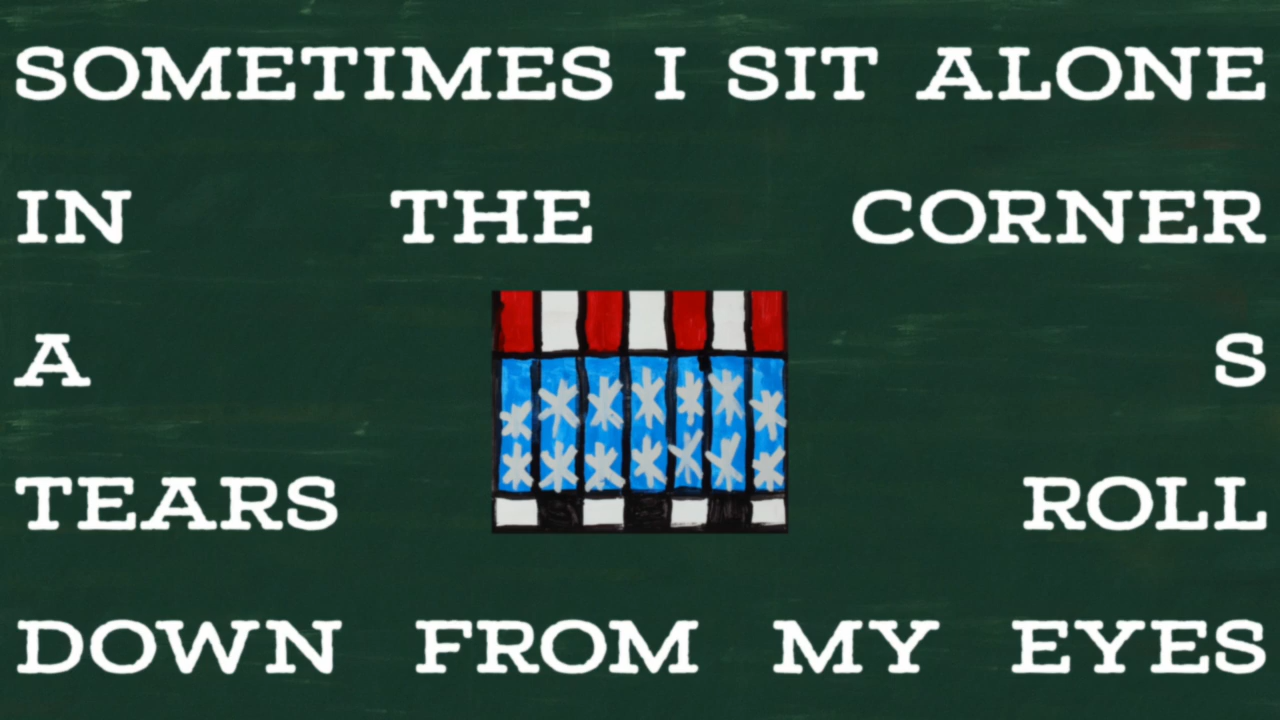 SOMETIMES I SIT ALONE
IN THE CORNER
A S
TEARS ROLL
DOWN FROM MY EYES